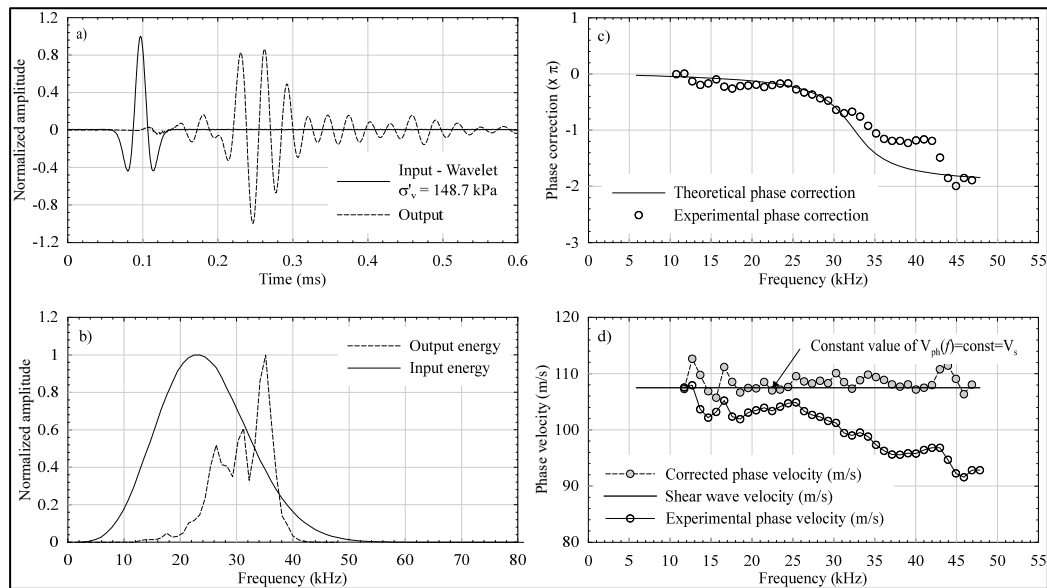 a)
Normalized amplitude
1.2
0.8
0.4
0
-0.4
-0.8
-1.2
Input - Wavelet
σ'v = 148.7 kPa
Output
0 0.1 0.2 0.3 0.4 0.5 0.6
Time (ms)
c)
Phase correction (x π)
1
0
-1
-2
-3
Theoretical phase correction
Experimental phase correction
0 5 10 15 20 25 30 35 40 45 50 55
Frequency (kHz)
b)
Normalized amplitude
1
0.8
0.6
0.4
0.2
0
Output energy
Input energy
0 10 20 30 40 50 60 70 80
Frequency (kHz)
d)
Phase velocity (m/s)
120
110
100
90
80
Constant value of Vph(f)=const=Vs
Corrected phase velocity (m/s)
Shear wave velocity (m/s)
Experimental phase velocity (m/s)
0 5 10 15 20 25 30 35 40 45 50 55
Frequency (kHz)